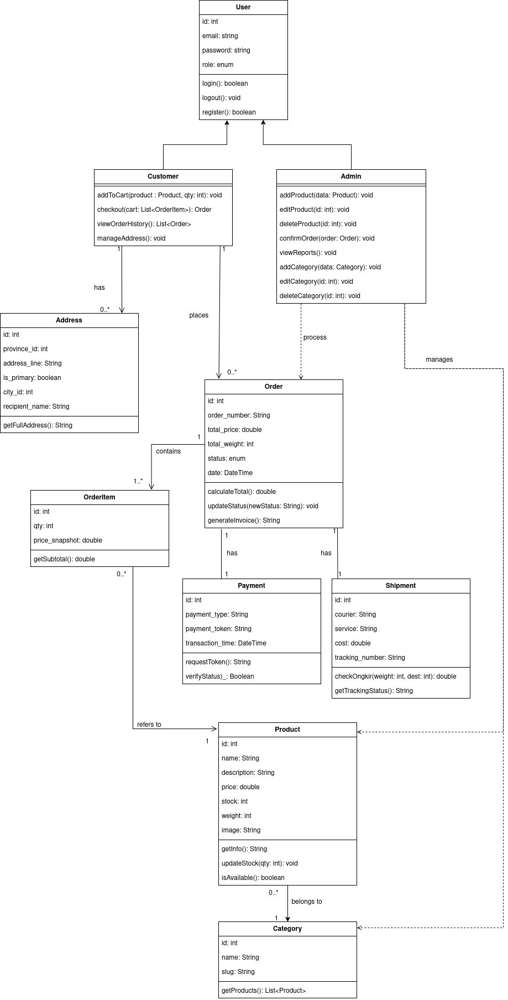 User
id: int
email: string
password: string
role: enum
login(): boolean
logout(): void
register(): boolean
Customer
addToCart(product : Product, qty: int): void
checkout(cart: List<OrderItem>): Order
viewOrderHistory(): List<Order>
manageAddress(): void
Admin
addProduct(data: Product): void
editProduct(id: int): void
deleteProduct(id: int): void
confirmOrder(order: Order): void
viewReports(): void
addCategory(data: Category): void
editCategory(id: int): void
deleteCategory(id: int): void
1
has
0..*
1
places
0..*
process
manages
Address
id: int
province_id: int
address_line: String
is_primary: boolean
city_id: int
recipient_name: String
getFullAddress(): String
Order
id: int
order_number: String
total_price: double
total_weight: int
status: enum
date: DateTime
calculateTotal(): double
updateStatus(newStatus: String): void
generateInvoice(): String
1
contains
1..*
OrderItem
id: int
qty: int
price_snapshot: double
getSubtotal(): double
1
has
1
1
has
1
Payment
id: int
payment_type: String
payment_token: String
transaction_time: DateTime
requestToken(): String
verifyStatus)_: Boolean
Shipment
id: int
courier: String
service: String
cost: double
tracking_number: String
checkOngkir(weight: int, dest: int): double
getTrackingStatus(): String
0..*
refers to
1
Product
id: int
name: String
description: String
price: double
stock: int
weight: int
image: String
getInfo(): String
updateStock(qty: int): void
isAvailable(): boolean
0..*
belongs to
1
Category
id: int
name: String
slug: String
getProducts(): List<Product>